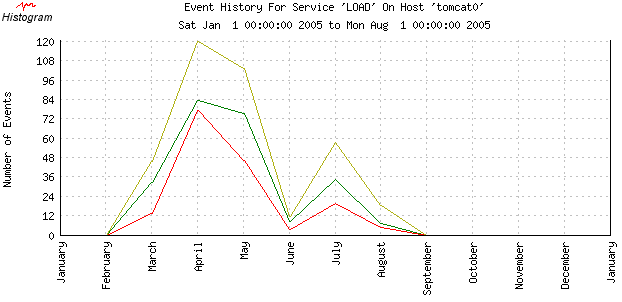 Event History For Service 'LOAD' On Host 'tomcat0'
Sat Jan  1 00:00:00 2005 to Mon Aug  1 00:00:00 2005
Histogram
Number of Events
120
108
96
84
72
60
48
36
24
12
0
January
February
March
April
May
June
July
August
September
October
November
December
January